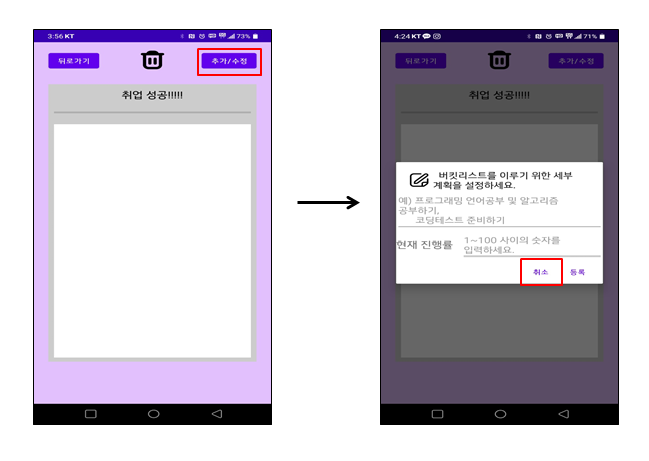 3:56 KT
73%
뒤로가기
추가/수정
취업 성공!!!!!
4:24 KT
71%
뒤로가기
추가/수정
취업 성공!!!!!
버킷리스트를 이루기 위한 세부
계획을 설정하세요.
예) 프로그래밍 언어공부 및 알고리즘
공부하기,
코딩테스트 준비하기
현재 진행률
1~100 사이의 숫자를
입력하세요.
취소
등록